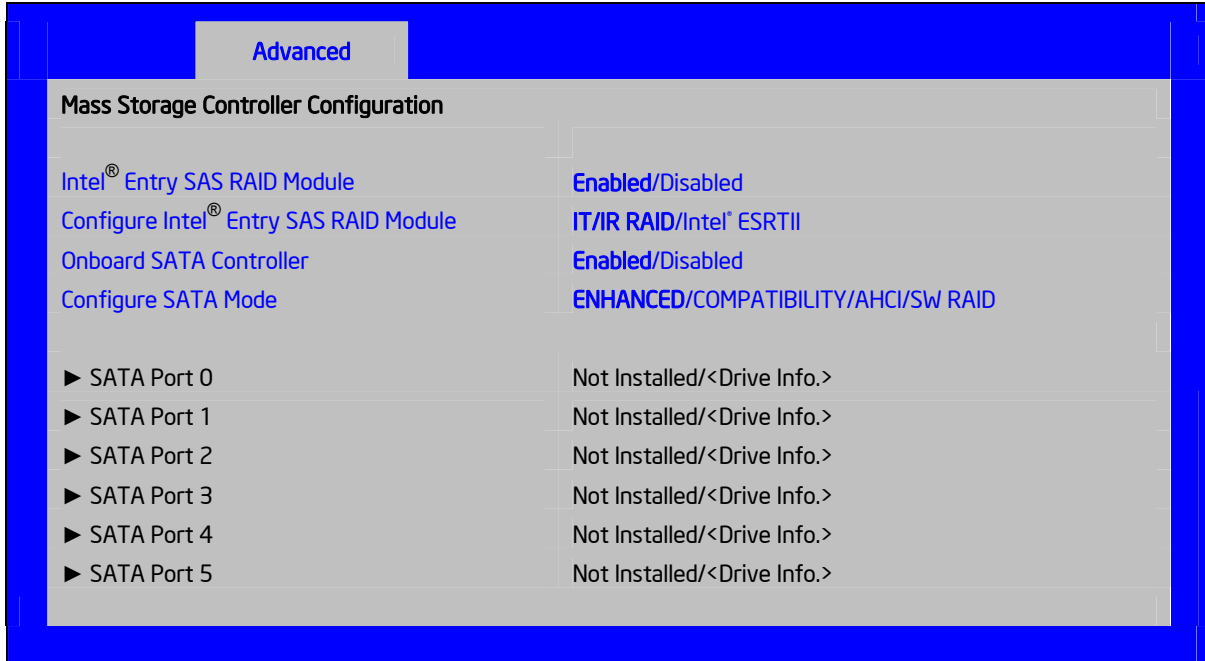 Advanced
Mass Storage Controller Configuration
Intel® Entry SAS RAID Module Enabled/Disabled
Configure Intel® Entry SAS RAID Module IT/IR RAID/Intel® ESRTII
Onboard SATA Controller Enabled/Disabled
Configure SATA Mode ENHANCED/COMPATIBILITY/AHCI/SW RAID
► SATA Port 0 Not Installed/<Drive Info.>
► SATA Port 1 Not Installed/<Drive Info.>
► SATA Port 2 Not Installed/<Drive Info.>
► SATA Port 3 Not Installed/<Drive Info.>
► SATA Port 4 Not Installed/<Drive Info.>
► SATA Port 5 Not Installed/<Drive Info.>